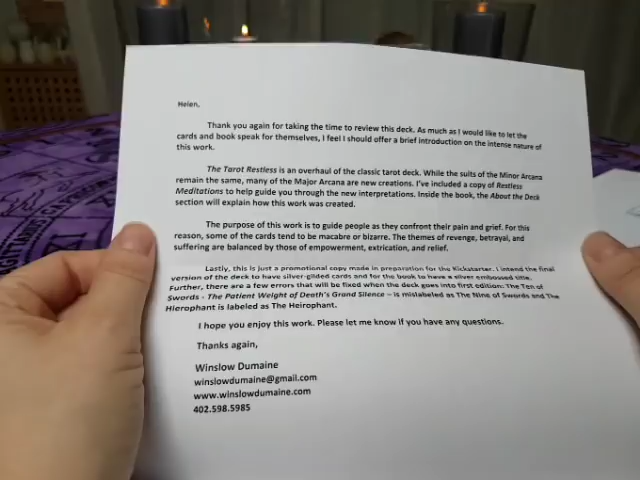 Helen,
Thank you again for taking the time to review this deck. As much as I would like to let the
cards and book speak for themselves, I feel I should offer a brief introduction on the intense nature of
this work.
The Tarot Restless is an overhaul of the classic tarot deck. While the suits of the Minor Arcana
remain the same, many of the Major Arcana are new creations. I've included a copy of Restless
Meditations to help guide you through the new interpretations. Inside the book, the About the Deck
section will explain how this work was created.
The purpose of this work is to guide people as they confront their pain and grief. For this
reason, some of the cards tend to be macabre or bizarre. The themes of revenge, betrayal, and
suffering are balanced by those of empowerment, extrication, and relief.
Lastly, this is just a promotional copy made in preparation for the Kickstarter. I intend the final
version of the deck to have silver-gilded cards and for the book to have a silver embossed title.
Further, there are a few errors that will be fixed when the deck goes into first edition: The Ten of
Swords - The Patient Weight of Death's Grand Silence – is mislabeled as The Nine of Swords and The
Hierophant is labeled as The Heirophant.
I hope you enjoy this work. Please let me know if you have any questions.
Thanks again,
Winslow Dumaine
winslowdumaine@gmail.com
www.winslowdumaine.com
402.598.5985